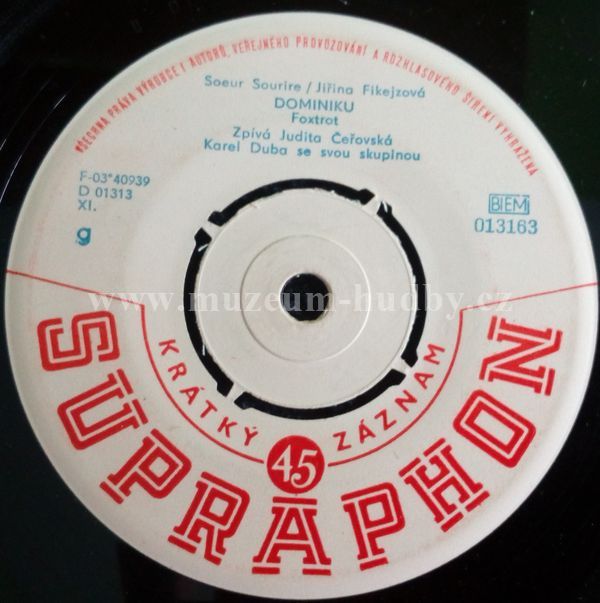 VŠECHNA PRÁVA VÝROBCE I AUTORŮ, VEŘEJNÉHO PROVOZOVÁNÍ A ROZHLASOVÉHO ŠÍŘENÍ VYHRAŽENA
Soeur Sourire / Jiřina Fikejzová
DOMINIKU
Foxtrot
Zpívá Judita Čeřovská
Karel Duba se svou skupinou
F-03*40939
D 01313
XI.
g
BIEM
013163
www.muzeum-hudby.cz
KRÁTKÝ 45 ZÁZNAM
SUPRAPHON